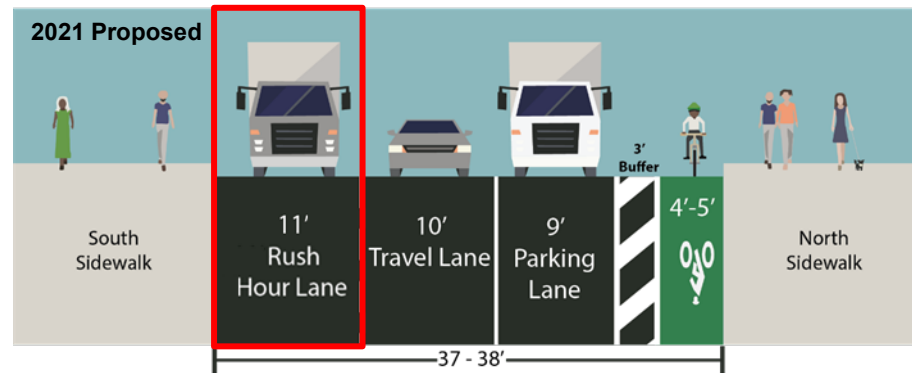 2021 Proposed
3'
Buffer
South
Sidewalk
11'
Rush
Hour Lane
10'
Travel Lane
9'
Parking
Lane
4'-5'
North
Sidewalk
37 - 38'